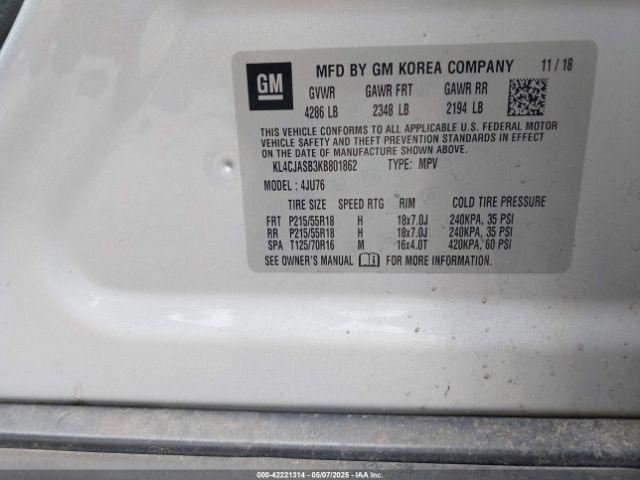 GM
MFD BY GM KOREA COMPANY 11 / 18
GVWR GAWR FRT GAWR RR
4286 LB 2348 LB 2194 LB
THIS VEHICLE CONFORMS TO ALL APPLICABLE U.S. FEDERAL MOTOR
VEHICLE SAFETY AND THEFT PREVENTION STANDARDS IN EFFECT
ON THE DATE OF MANUFACTURE SHOWN ABOVE.
KL4CJASB3KB801862 TYPE: MPV
MODEL : 4JU76
TIRE SIZE SPEED RTG RIM COLD TIRE PRESSURE
FRT P215/55R18 H 18x7.0J 240KPA, 35 PSI
RR P215/55R18 H 18x7.0J 240KPA, 35 PSI
SPA T125/70R16 M 16x4.0T 420KPA, 60 PSI
SEE OWNER'S MANUAL FOR MORE INFORMATION.
000-42221314 - 05/07/2025 - IAA Inc.